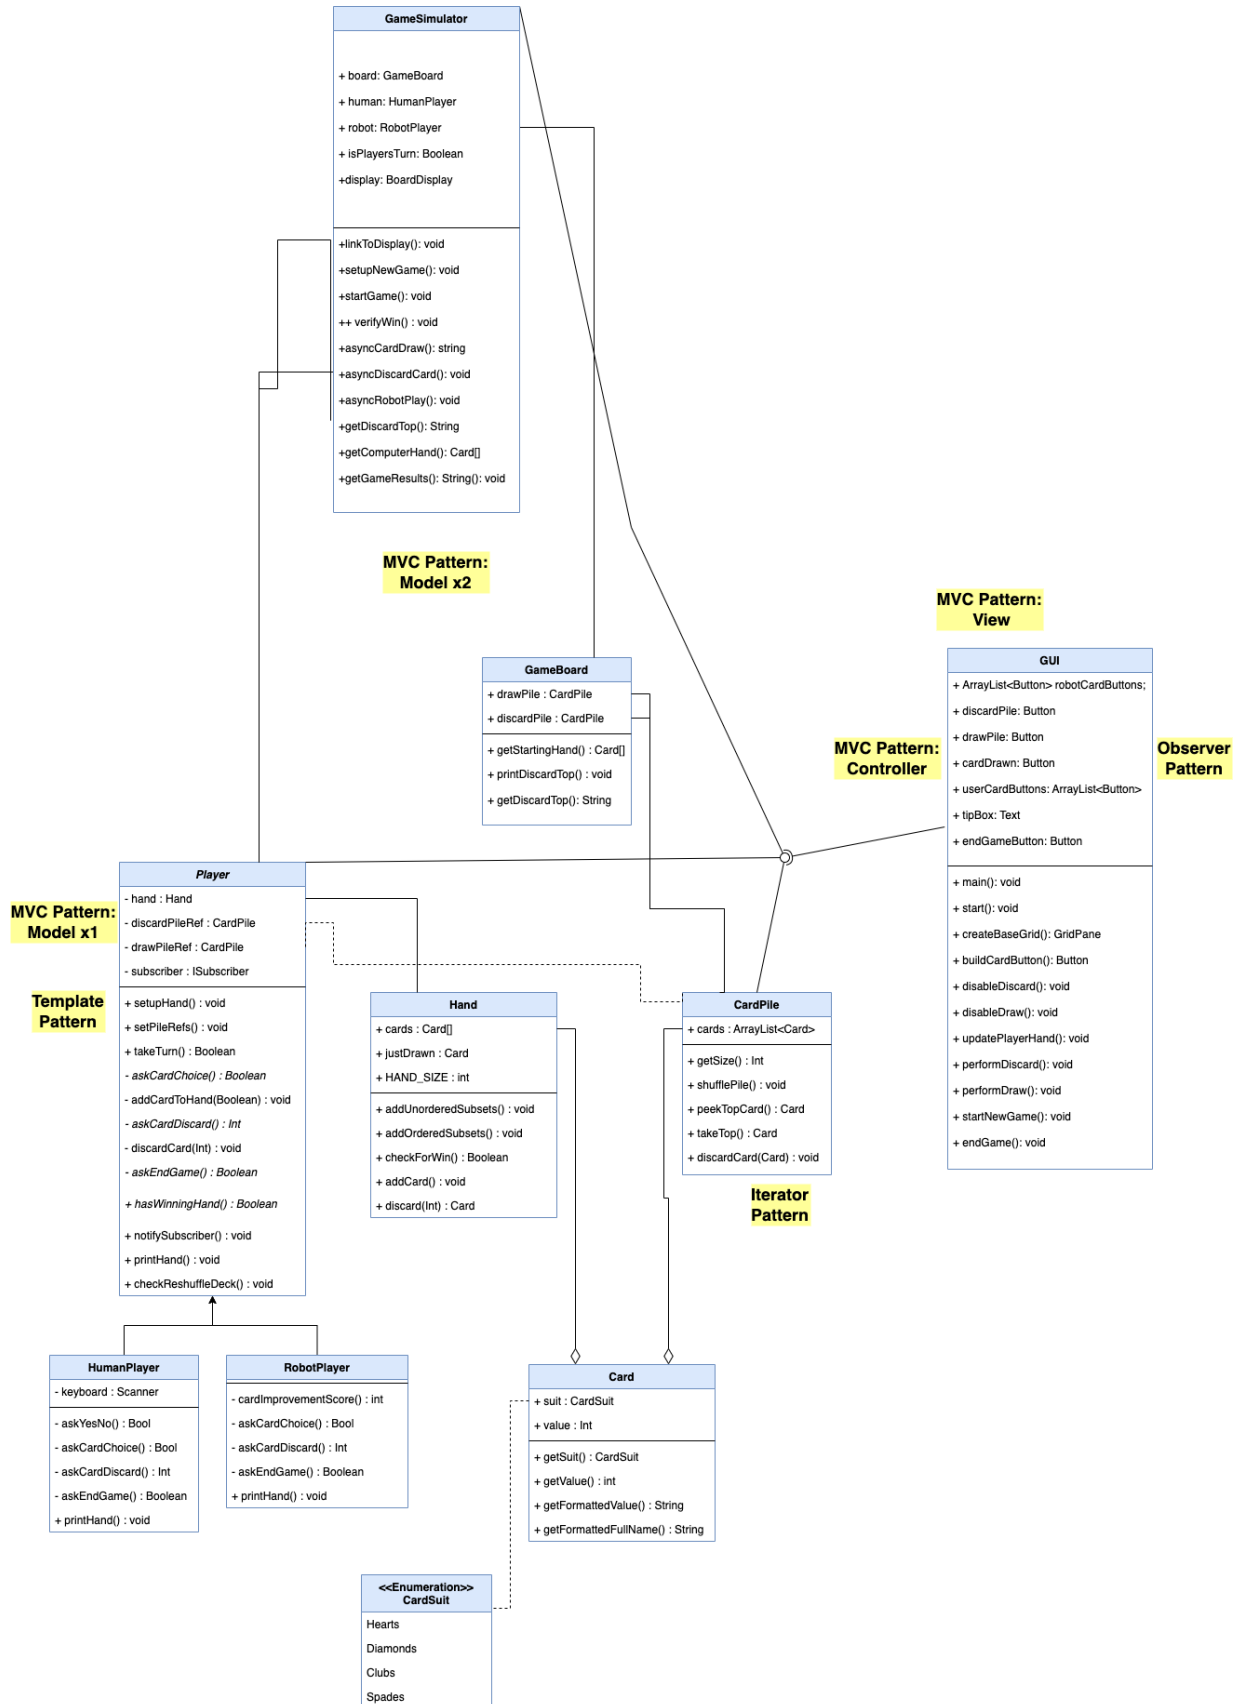 GameSimulator
+ board: GameBoard
+ human: HumanPlayer
+ robot: RobotPlayer
+ isPlayersTurn: Boolean
+display: BoardDisplay
+linkToDisplay(): void
+setupNewGame(): void
+startGame(): void
++ verifyWin() : void
+asyncCardDraw(): string
+asyncDiscardCard(): void
+asyncRobotPlay(): void
+getDiscardTop(): String
+getComputerHand(): Card[]
+getGameResults(): String(): void
MVC Pattern:
Model x2
MVC Pattern:
View
GameBoard
+ drawPile : CardPile
+ discardPile : CardPile
+ getStartingHand() : Card[]
+ printDiscardTop() : void
+ getDiscardTop(): String
MVC Pattern:
Controller
GUI
+ ArrayList<Button> robotCardButtons;
+ discardPile: Button
+ drawPile: Button
+ cardDrawn: Button
+ userCardButtons: ArrayList<Button>
+ tipBox: Text
+ endGameButton: Button
+ main(): void
+ start(): void
+ createBaseGrid(): GridPane
+ buildCardButton(): Button
+ disableDiscard(): void
+ disableDraw(): void
+ updatePlayerHand(): void
+ performDiscard(): void
+ performDraw(): void
+ startNewGame(): void
+ endGame(): void
Observer
Pattern
MVC Pattern:
Model x1
Template
Pattern
Player
- hand : Hand
- discardPileRef : CardPile
- drawPileRef : CardPile
- subscriber : ISubscriber
+ setupHand() : void
+ setPileRefs() : void
+ takeTurn() : Boolean
- askCardChoice() : Boolean
- addCardToHand(Boolean) : void
- askCardDiscard() : Int
- discardCard(Int) : void
- askEndGame() : Boolean
+ hasWinningHand() : Boolean
+ notifySubscriber() : void
+ printHand() : void
+ checkReshuffleDeck() : void
Hand
+ cards : Card[]
+ justDrawn : Card
+ HAND_SIZE : int
+ addUnorderedSubsets() : void
+ addOrderedSubsets() : void
+ checkForWin() : Boolean
+ addCard() : void
+ discard(Int) : Card
CardPile
+ cards : ArrayList<Card>
+ getSize() : Int
+ shufflePile() : void
+ peekTopCard() : Card
+ takeTop() : Card
+ discardCard(Card) : void
Iterator
Pattern
HumanPlayer
- keyboard : Scanner
- askYesNo() : Bool
- askCardChoice() : Bool
- askCardDiscard() : Int
- askEndGame() : Boolean
+ printHand() : void
RobotPlayer
- cardImprovementScore() : int
- askCardChoice() : Bool
- askCardDiscard() : Int
- askEndGame() : Boolean
+ printHand() : void
Card
+ suit : CardSuit
+ value : Int
+ getSuit() : CardSuit
+ getValue() : int
+ getFormattedValue() : String
+ getFormattedFullName() : String
<<Enumeration>>
CardSuit
Hearts
Diamonds
Clubs
Spades